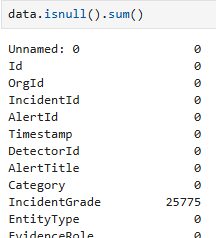 data.isnull().sum()
Unnamed: 0 0
Id 0
OrgId 0
IncidentId 0
AlertId 0
Timestamp 0
DetectorId 0
AlertTitle 0
Category 0
IncidentGrade 25775
EntityType 0
EvidenceRole 0